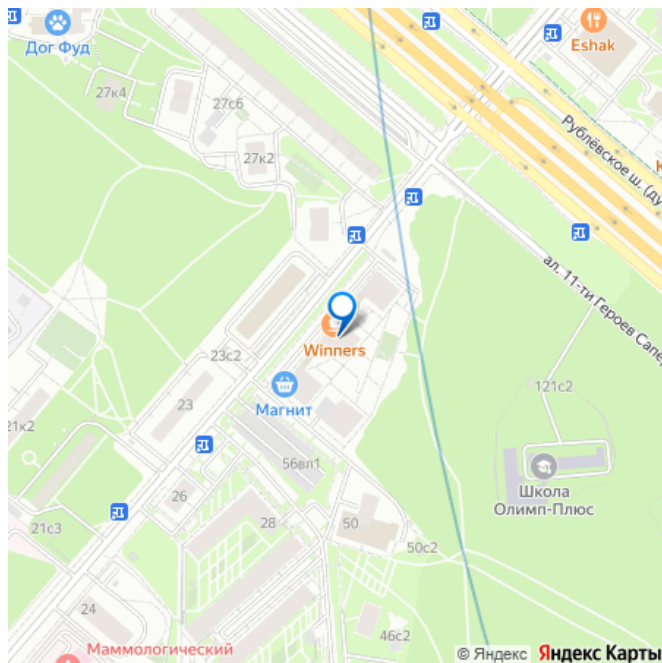 Дог Фуд
Eshak
27к4
27с6
27к2
Рублёвское ш. (ду
ал. 11-ти Героев Сапе
Winners
23с2
Магнит
23
121с2
21к2
56вл1
Школа
Олимп-Плюс
26
21с3
28
50
50с2
24
46с2
Маммологический
© Яндекс
Яндекс Карты